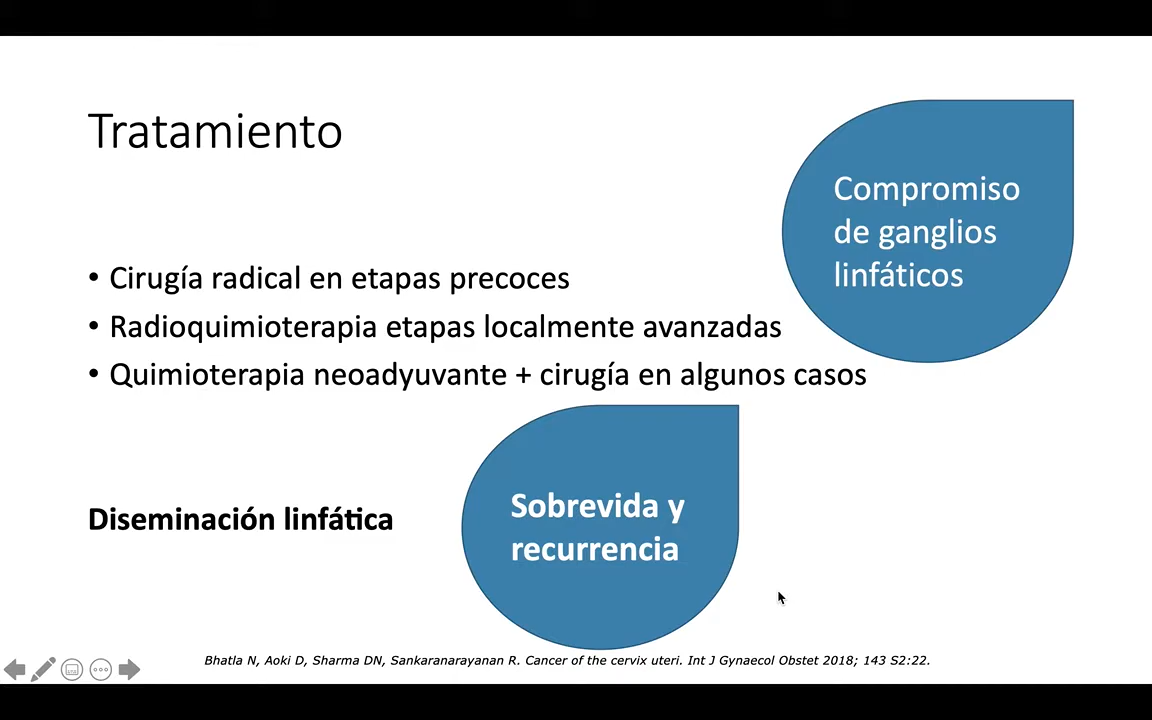 Tratamiento
Compromiso
de ganglios
linfáticos
• Cirugía radical en etapas precoces
• Radioquimioterapia etapas localmente avanzadas
• Quimioterapia neoadyuvante + cirugía en algunos casos
Diseminación linfática
Sobrevida y
recurrencia
Bhatla N, Aoki D, Sharma DN, Sankaranarayanan R. Cancer of the cervix uteri. Int J Gynaecol Obstet 2018; 143 S2:22.